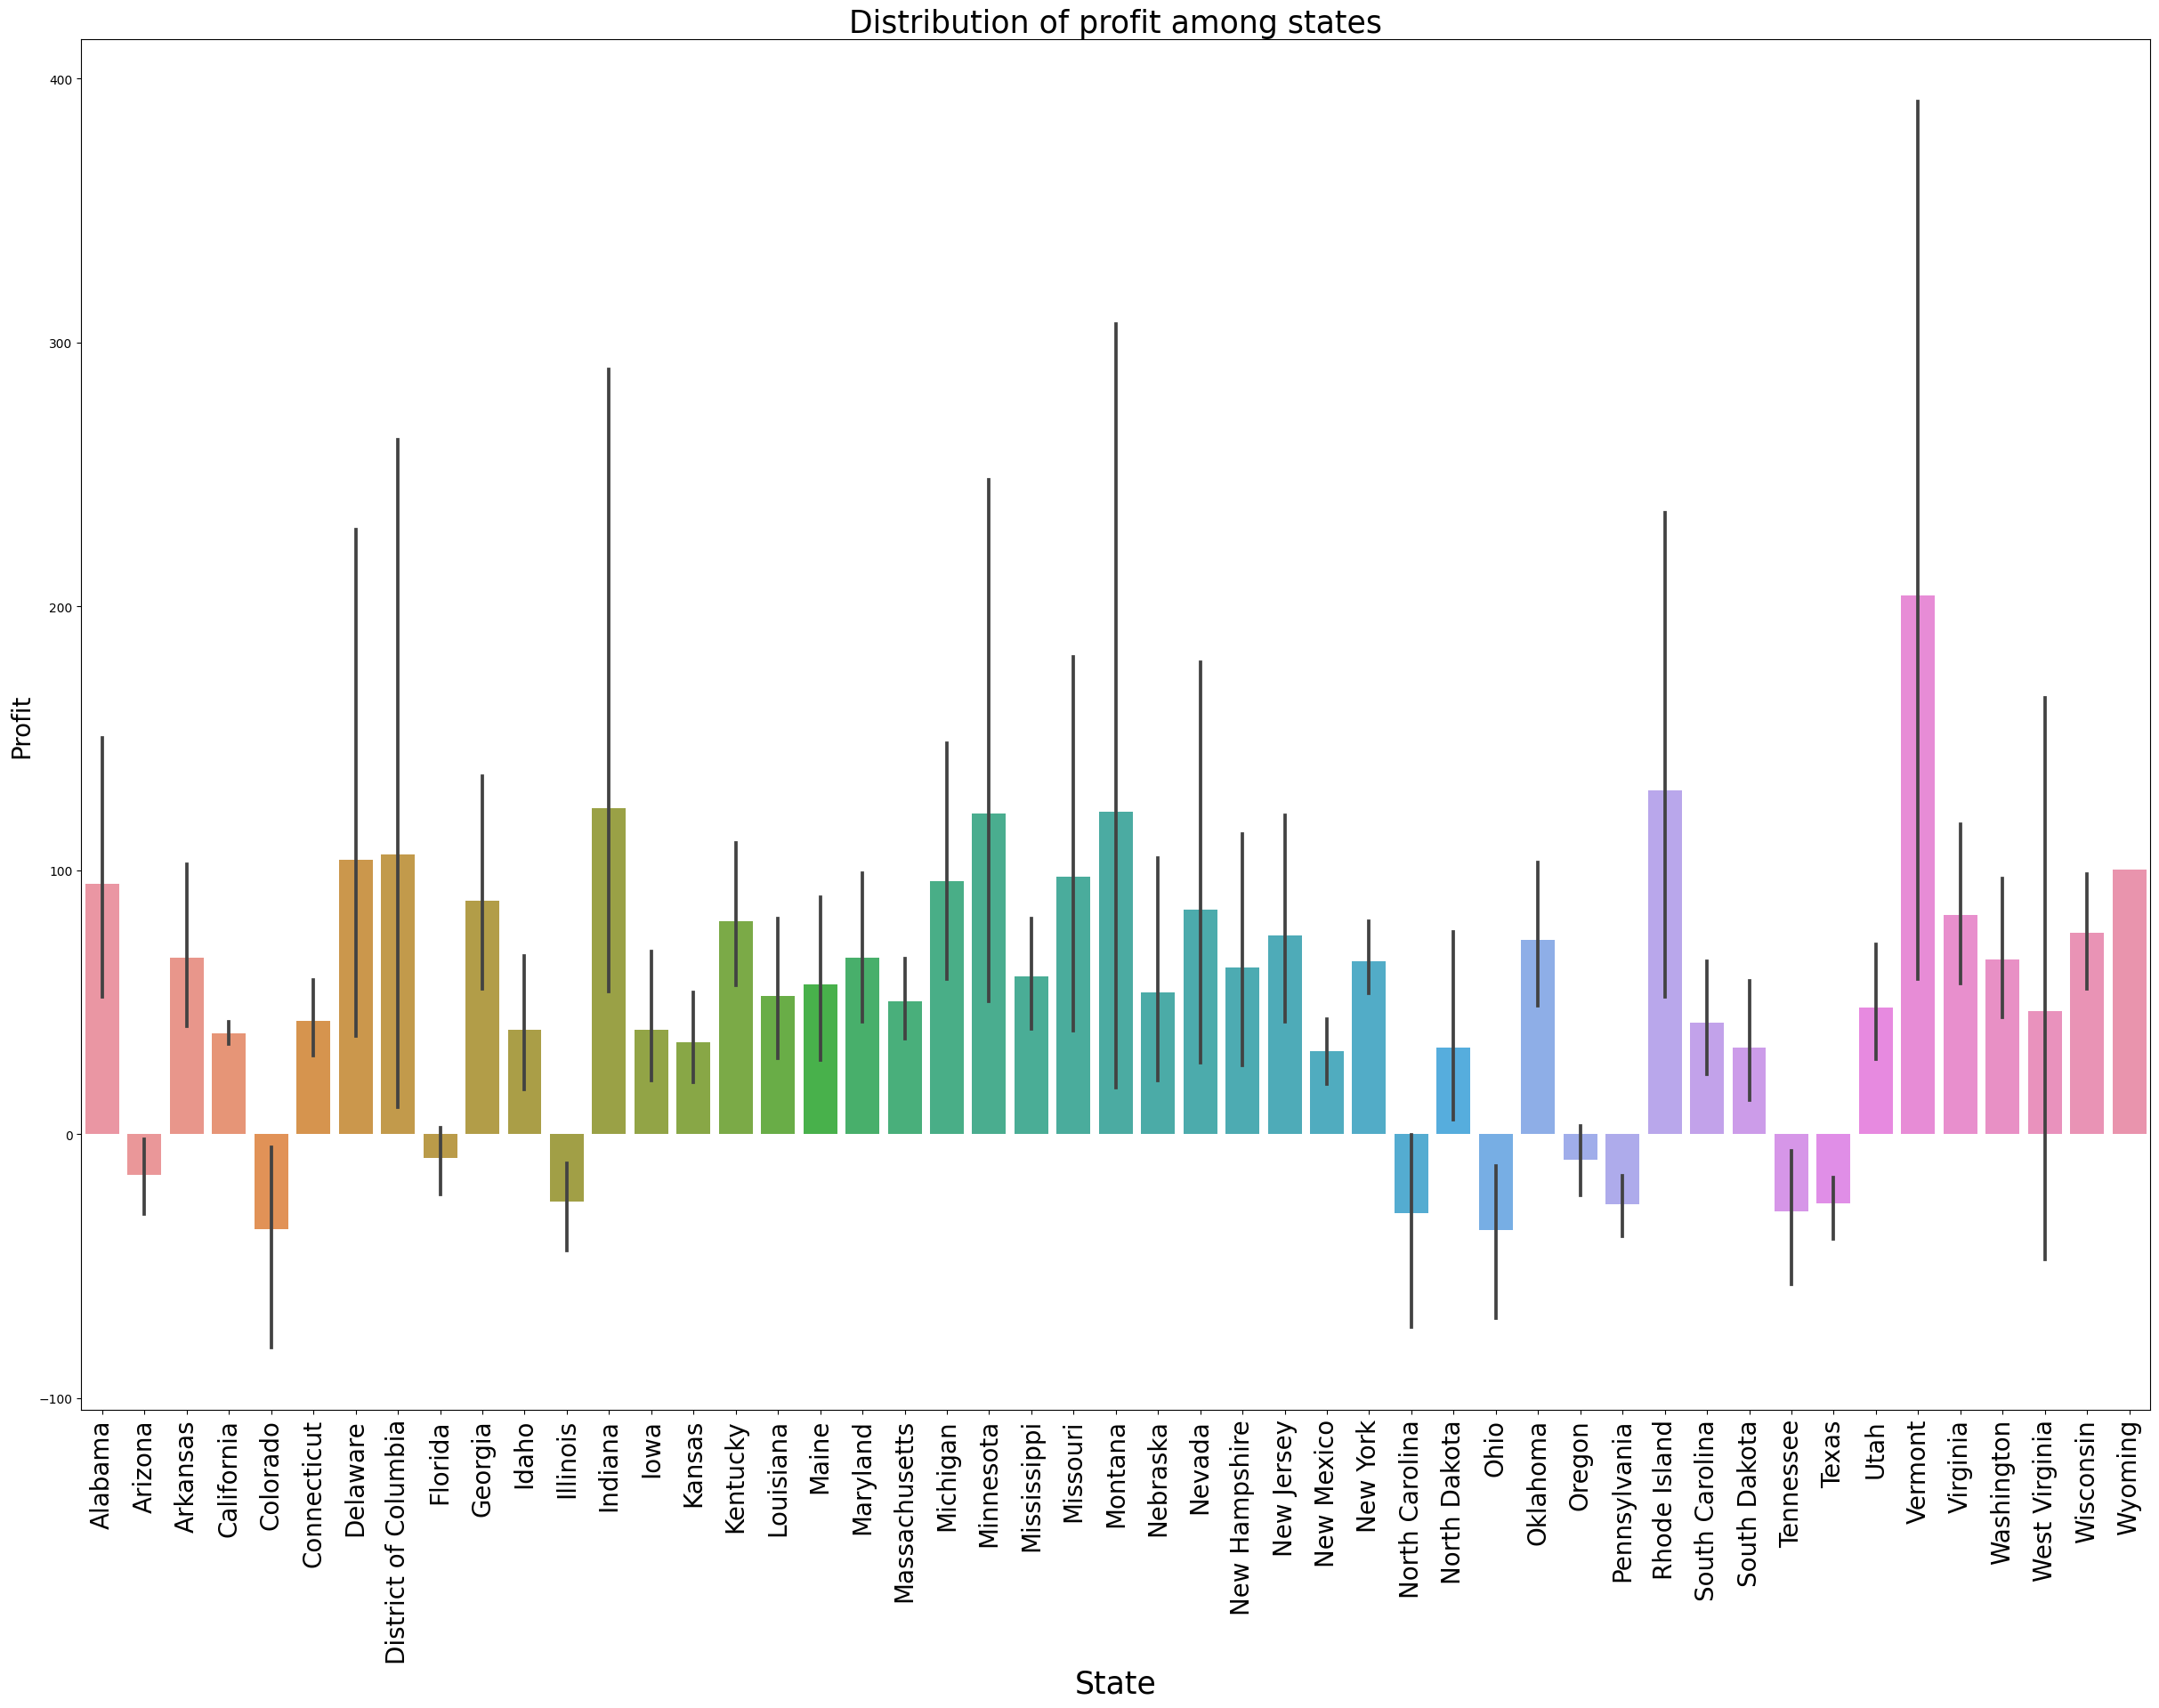 Distribution of profit among states
400
300
200
100
0
−100
Profit
Alabama
Arizona
Arkansas
California
Colorado
Connecticut
Delaware
District of Columbia
Florida
Georgia
Idaho
Illinois
Indiana
Iowa
Kansas
Kentucky
Louisiana
Maine
Maryland
Massachusetts
Michigan
Minnesota
Mississippi
Missouri
Montana
Nebraska
Nevada
New Hampshire
New Jersey
New Mexico
New York
North Carolina
North Dakota
Ohio
Oklahoma
Oregon
Pennsylvania
Rhode Island
South Carolina
South Dakota
Tennessee
Texas
Utah
Vermont
Virginia
Washington
West Virginia
Wisconsin
Wyoming
State